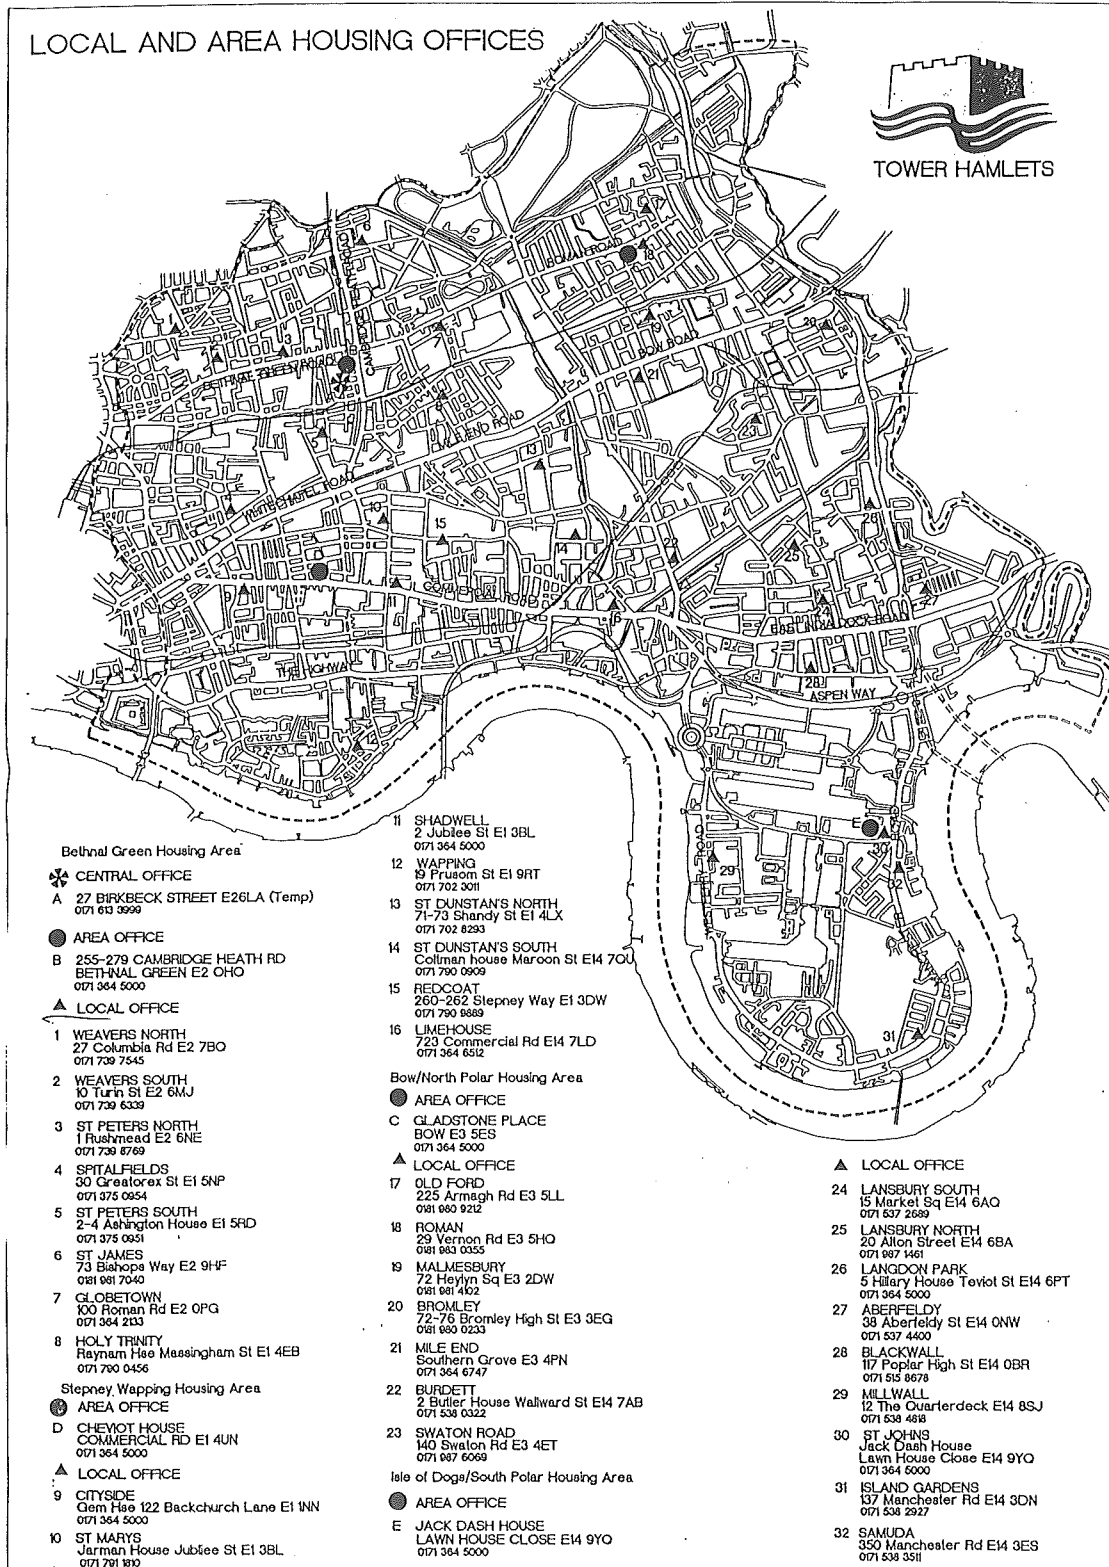 LOCAL AND AREA HOUSING OFFICES
TOWER HAMLETS
ROMAN ROAD
BOW ROAD
BETHNAL GREEN ROAD
CAMBRIDGE HEATH ROAD
MILE END ROAD
WHITECHAPEL ROAD
COMMERCIAL ROAD
EAST INDIA DOCK ROAD
THE HIGHWAY
ASPEN WAY
Bethnal Green Housing Area
CENTRAL OFFICE
A 27 BIRKBECK STREET E26LA (Temp)
0171 613 3999
AREA OFFICE
B 255-279 CAMBRIDGE HEATH RD
BETHNAL GREEN E2 OHO
0171 364 5000
LOCAL OFFICE
1 WEAVERS NORTH
27 Columbia Rd E2 7BQ
0171 739 7545
2 WEAVERS SOUTH
10 Turin St E2 6MJ
0171 739 6339
3 ST PETERS NORTH
1 Rushmead E2 6NE
0171 739 8769
4 SPITALFIELDS
30 Greatorex St E1 5NP
0171 375 0954
5 ST PETERS SOUTH
2-4 Ashington House E1 5RD
0171 375 0951
6 ST JAMES
73 Bishops Way E2 9HF
0181 981 7040
7 GLOBETOWN
100 Roman Rd E2 0PG
0171 364 2133
8 HOLY TRINITY
Raynam Hse Massingham St E1 4EB
0171 790 0456
Stepney Wapping Housing Area
AREA OFFICE
D CHEVIOT HOUSE
COMMERCIAL RD E1 4UN
0171 364 5000
LOCAL OFFICE
9 CITYSIDE
Gem Hse 122 Backchurch Lane E1 1NN
0171 364 5000
10 ST MARYS
Jarman House Jubilee St E1 3BL
0171 791 1810
11 SHADWELL
2 Jubilee St E1 3BL
0171 364 5000
12 WAPPING
19 Prusom St E1 9RT
0171 702 3011
13 ST DUNSTAN'S NORTH
71-73 Shandy St E1 4LX
0171 702 8293
14 ST DUNSTAN'S SOUTH
Coltman house Maroon St E14 7QU
0171 790 0909
15 REDCOAT
260-262 Stepney Way E1 3DW
0171 790 9889
16 LIMEHOUSE
723 Commercial Rd E14 7LD
0171 364 6512
Bow/North Polar Housing Area
AREA OFFICE
C GLADSTONE PLACE
BOW E3 5ES
0171 364 5000
LOCAL OFFICE
17 OLD FORD
225 Armagh Rd E3 5LL
0181 980 9212
18 ROMAN
29 Vernon Rd E3 5HQ
0181 983 0355
19 MALMESBURY
72 Heylyn Sq E3 2DW
0181 981 4102
20 BROMLEY
72-76 Bromley High St E3 3EG
0181 980 0233
21 MILE END
Southern Grove E3 4PN
0171 364 6747
22 BURDETT
2 Butler House Wallward St E14 7AB
0171 538 0322
23 SWATON ROAD
140 Swaton Rd E3 4ET
0171 987 6069
Isle of Dogs/South Polar Housing Area
AREA OFFICE
E JACK DASH HOUSE
LAWN HOUSE CLOSE E14 9YQ
0171 364 5000
LOCAL OFFICE
24 LANSBURY SOUTH
15 Market Sq E14 6AQ
0171 537 2689
25 LANSBURY NORTH
20 Alton Street E14 6BA
0171 987 1461
26 LANGDON PARK
5 Hillary House Teviot St E14 6PT
0171 364 5000
27 ABERFELDY
38 Aberfeldy St E14 0NW
0171 537 4400
28 BLACKWALL
117 Poplar High St E14 0BR
0171 515 8678
29 MILLWALL
12 The Quarterdeck E14 8SJ
0171 538 4818
30 ST JOHNS
Jack Dash House
Lawn House Close E14 9YQ
0171 364 5000
31 ISLAND GARDENS
137 Manchester Rd E14 3DN
0171 538 2927
32 SAMUDA
350 Manchester Rd E14 3ES
0171 538 3511